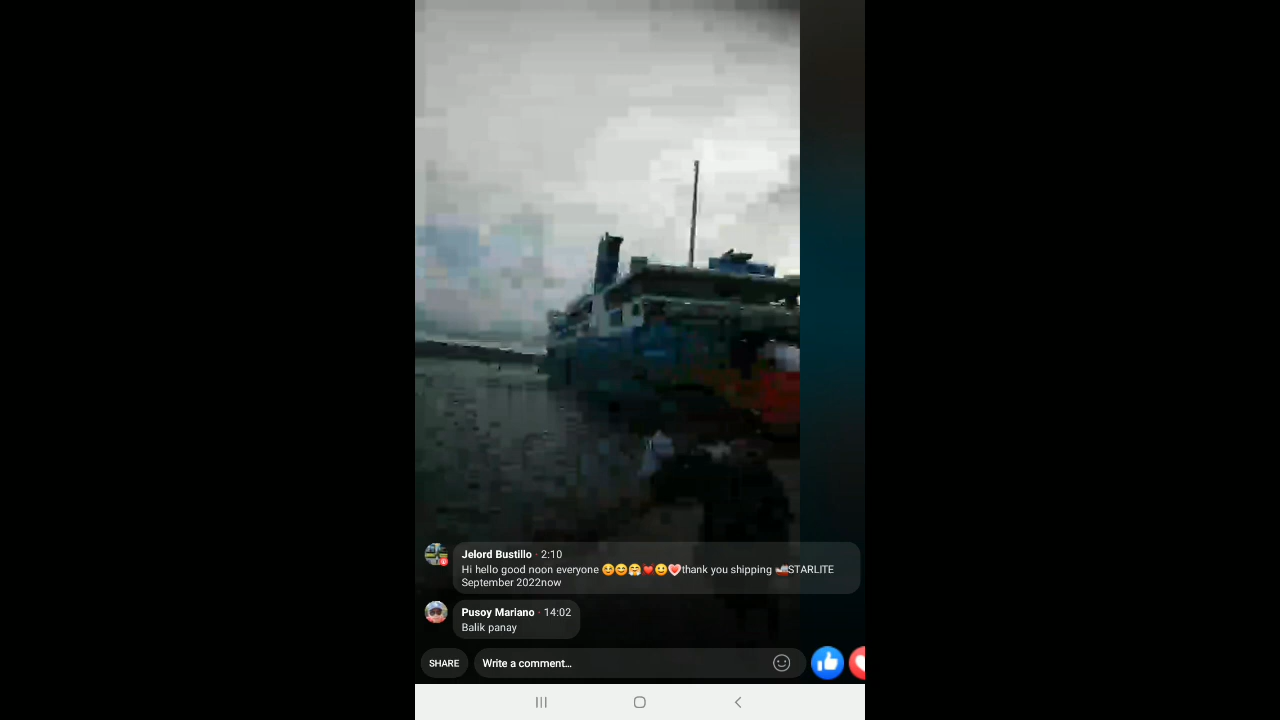 Jelord Bustillo · 2:10
Hi hello good noon everyone 🥹😊🤗❤️😉💖thank you shipping 🚢STARLITE
September 2022now
Pusoy Mariano · 14:02
Balik panay
SHARE
Write a comment...